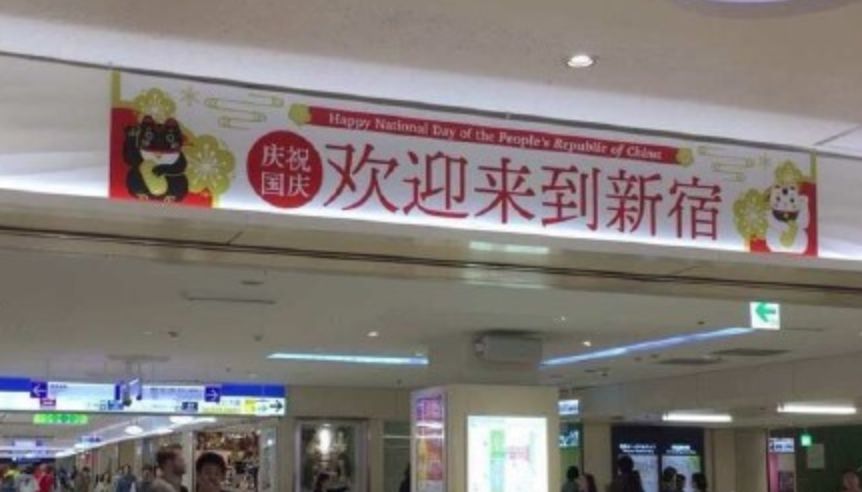 Happy National Day of the People's Republic of China
庆祝
国庆
欢迎来到新宿